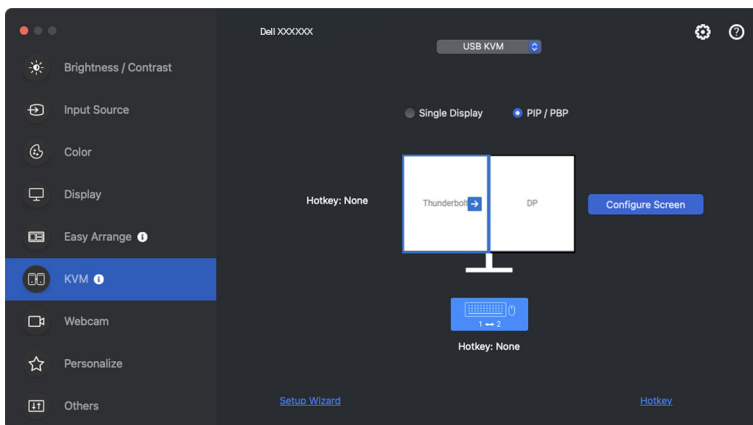 Dell XXXXXX
USB KVM
Brightness / Contrast
Input Source
Color
Display
Easy Arrange
KVM
Webcam
Personalize
Others
Single Display
PIP / PBP
Hotkey: None
Thunderbolt
DP
Configure Screen
1 2
Hotkey: None
Setup Wizard
Hotkey